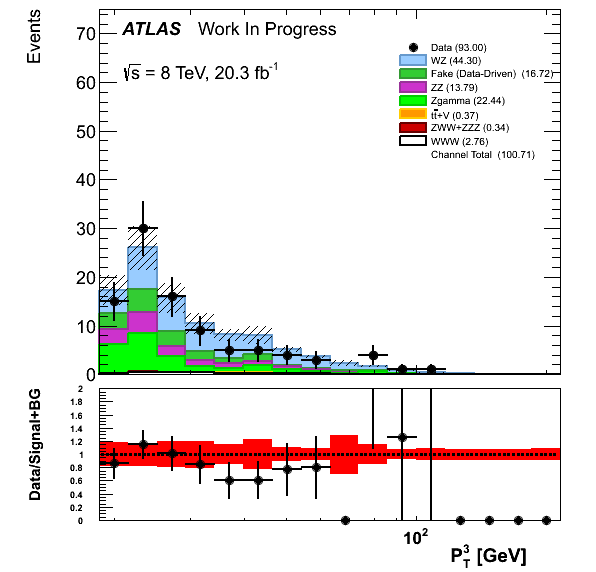 Events
70
60
50
40
30
20
10
0
ATLAS Work In Progress
√s = 8 TeV, 20.3 fb⁻¹
Data (93.00)
WZ (44.30)
Fake (Data-Driven) (16.72)
ZZ (13.79)
Zgamma (22.44)
tt̄+V (0.37)
ZWW+ZZZ (0.34)
WWW (2.76)
Channel Total (100.71)
Data/Signal+BG
2
1.8
1.6
1.4
1.2
1
0.8
0.6
0.4
0.2
0
10²
P³_T [GeV]